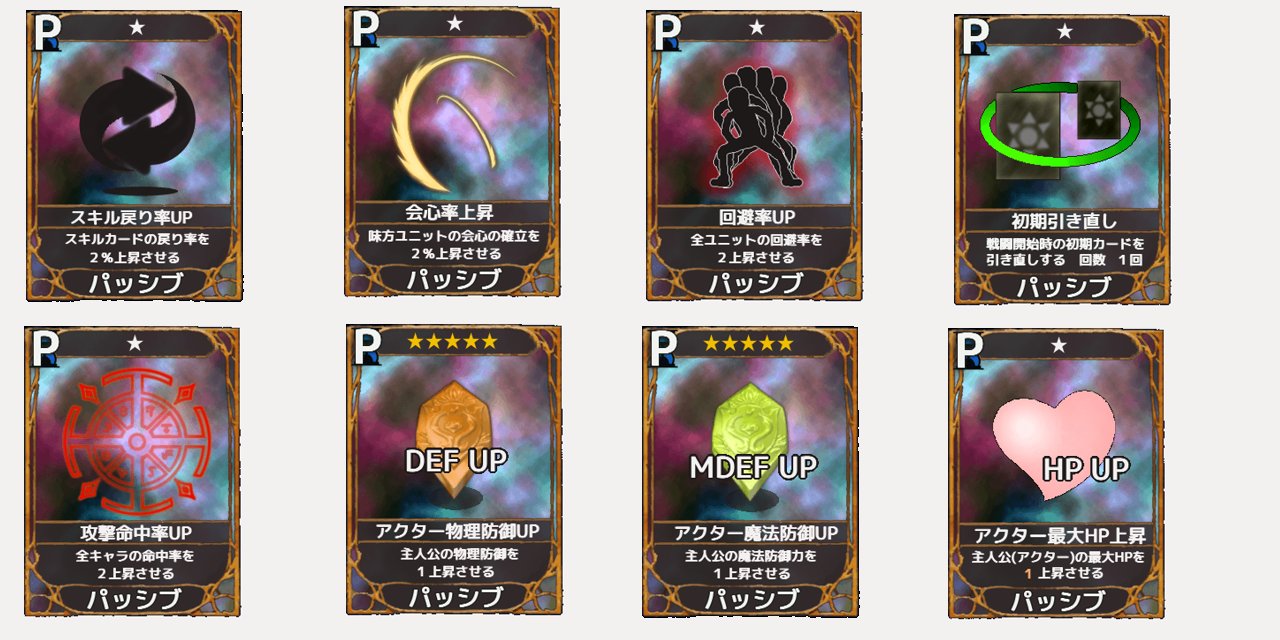 P
★
スキル戻り率UP
スキルカードの戻り率を
２％上昇させる
パッシブ
P
★
会心率上昇
味方ユニットの会心の確立を
２％上昇させる
パッシブ
P
★
回避率UP
全ユニットの回避率を
２上昇させる
パッシブ
P
★
初期引き直し
戦闘開始時の初期カードを
引き直しする　回数　１回
パッシブ
P
★
攻撃命中率UP
全キャラの命中率を
２上昇させる
パッシブ
P
★★★★★
DEF UP
アクター物理防御UP
主人公の物理防御を
１上昇させる
パッシブ
P
★★★★★
MDEF UP
アクター魔法防御UP
主人公の魔法防御力を
１上昇させる
パッシブ
P
★
HP UP
アクター最大HP上昇
主人公(アクター)の最大HPを
１上昇させる
パッシブ